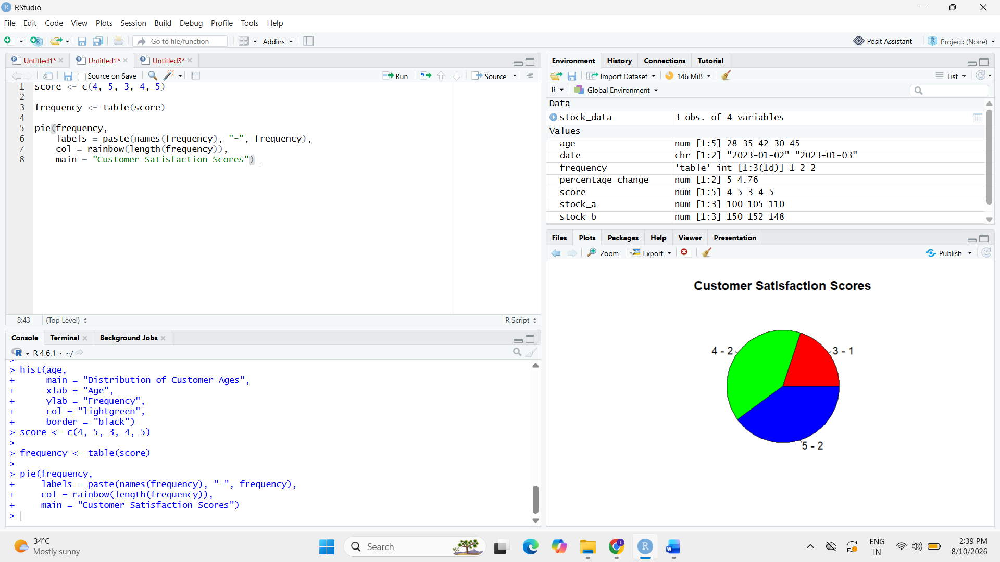 RStudio
File Edit Code View Plots Session Build Debug Profile Tools Help
Go to file/function Addins Posit Assistant Project: (None)
Untitled1* Untitled1* Untitled3*
Source on Save Run Source
1 score <- c(4, 5, 3, 4, 5)
2
3 frequency <- table(score)
4
5 pie(frequency,
6 labels = paste(names(frequency), "-", frequency),
7 col = rainbow(length(frequency)),
8 main = "Customer Satisfaction Scores")
8:43 (Top Level) R Script
Console Terminal Background Jobs
R 4.6.1 · ~/
>
> hist(age,
+ main = "Distribution of Customer Ages",
+ xlab = "Age",
+ ylab = "Frequency",
+ col = "lightgreen",
+ border = "black")
> score <- c(4, 5, 3, 4, 5)
>
> frequency <- table(score)
>
> pie(frequency,
+ labels = paste(names(frequency), "-", frequency),
+ col = rainbow(length(frequency)),
+ main = "Customer Satisfaction Scores")
>
Environment History Connections Tutorial
Import Dataset 146 MiB List
R Global Environment
Data
stock_data 3 obs. of 4 variables
Values
age num [1:5] 28 35 42 30 45
date chr [1:2] "2023-01-02" "2023-01-03"
frequency 'table' int [1:3(1d)] 1 2 2
percentage_change num [1:2] 5 4.76
score num [1:5] 4 5 3 4 5
stock_a num [1:3] 100 105 110
stock_b num [1:3] 150 152 148
Files Plots Packages Help Viewer Presentation
Zoom Export Publish
Customer Satisfaction Scores
4 - 2
3 - 1
5 - 2
34°C
Mostly sunny
Search
ENG
IN
2:39 PM
8/10/2026